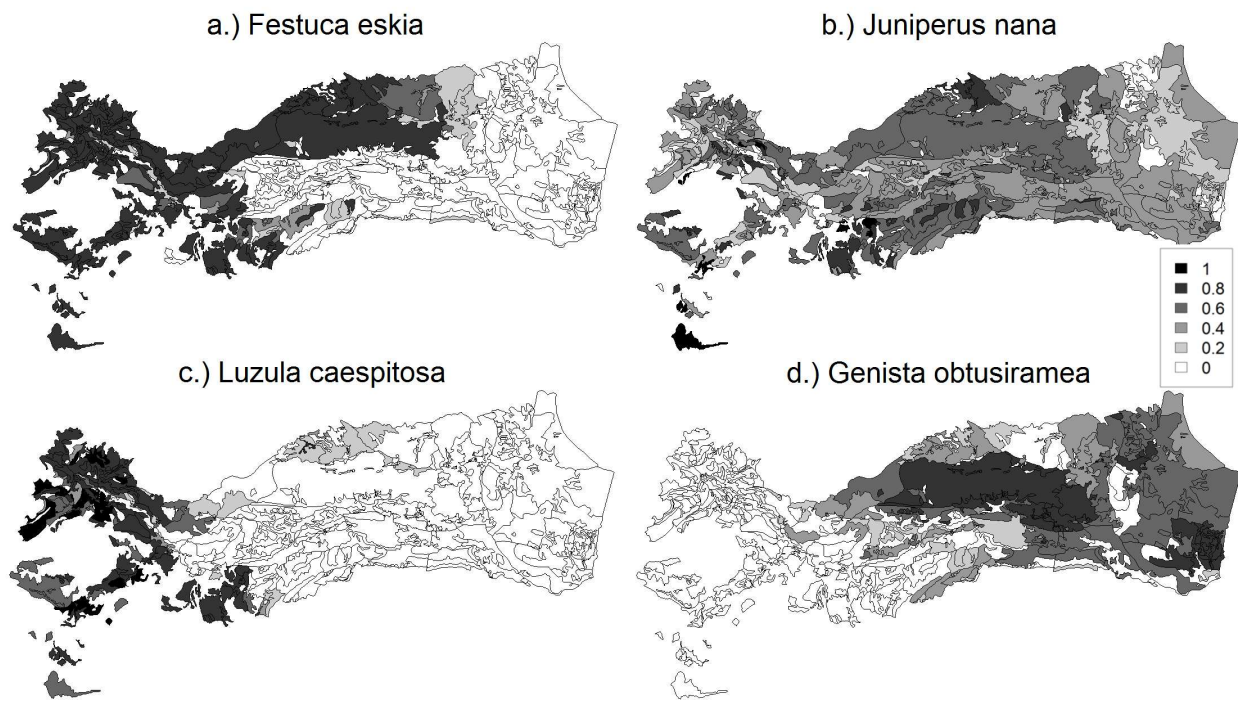 a.) Festuca eskia
b.) Juniperus nana
1
0.8
0.6
0.4
0.2
0
c.) Luzula caespitosa
d.) Genista obtusiramea